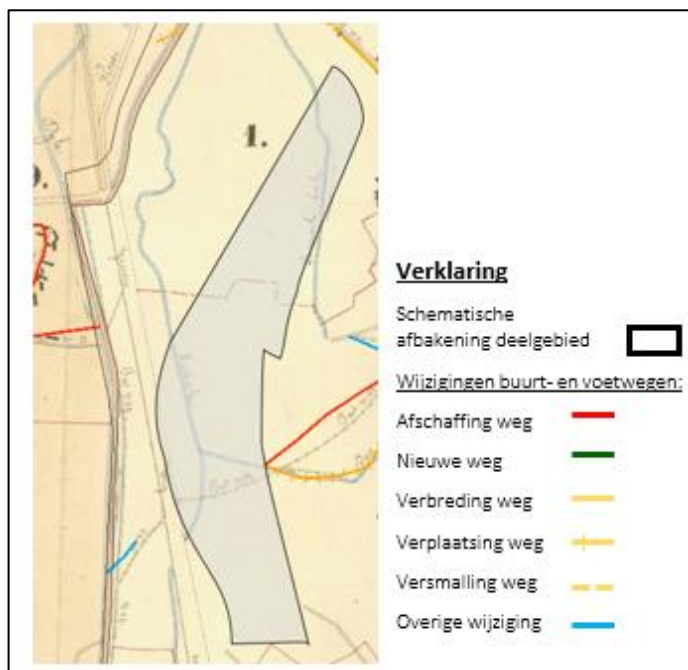 1.
Verklaring
Schematische
afbakening deelgebied
Wijzigingen buurt- en voetwegen:
Afschaffing weg
Nieuwe weg
Verbreding weg
Verplaatsing weg
Versmalling weg
Overige wijziging